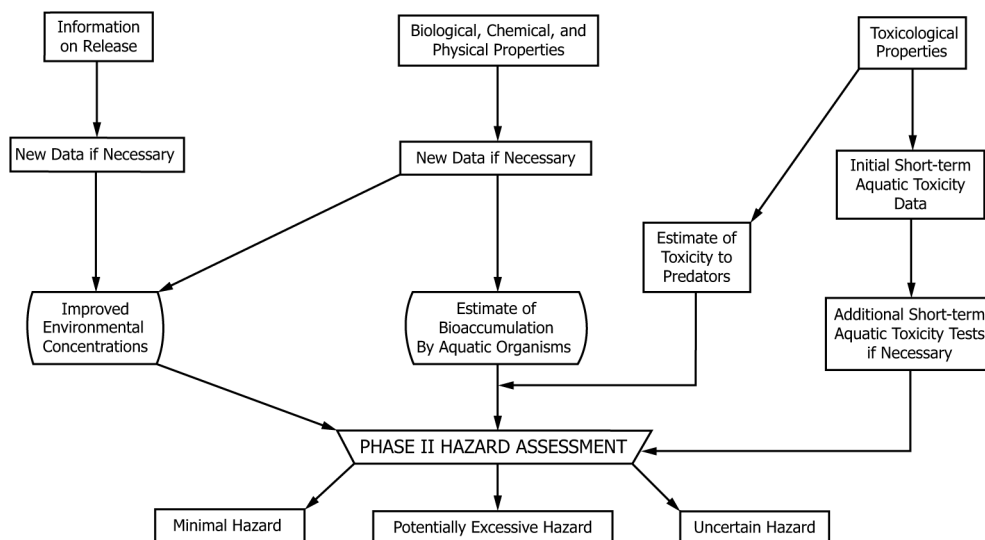 Information
on Release
Biological, Chemical, and
Physical Properties
Toxicological
Properties
New Data if Necessary
New Data if Necessary
Initial Short-term
Aquatic Toxicity
Data
Estimate of
Toxicity to
Predators
Improved
Environmental
Concentrations
Estimate of
Bioaccumulation
By Aquatic Organisms
Additional Short-term
Aquatic Toxicity Tests
if Necessary
PHASE II HAZARD ASSESSMENT
Minimal Hazard
Potentially Excessive Hazard
Uncertain Hazard